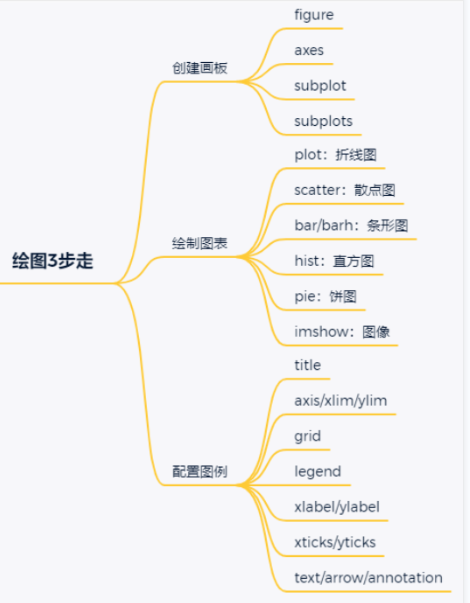 绘图3步走
创建画板
figure
axes
subplot
subplots
绘制图表
plot：折线图
scatter：散点图
bar/barh：条形图
hist：直方图
pie：饼图
imshow：图像
配置图例
title
axis/xlim/ylim
grid
legend
xlabel/ylabel
xticks/yticks
text/arrow/annotation